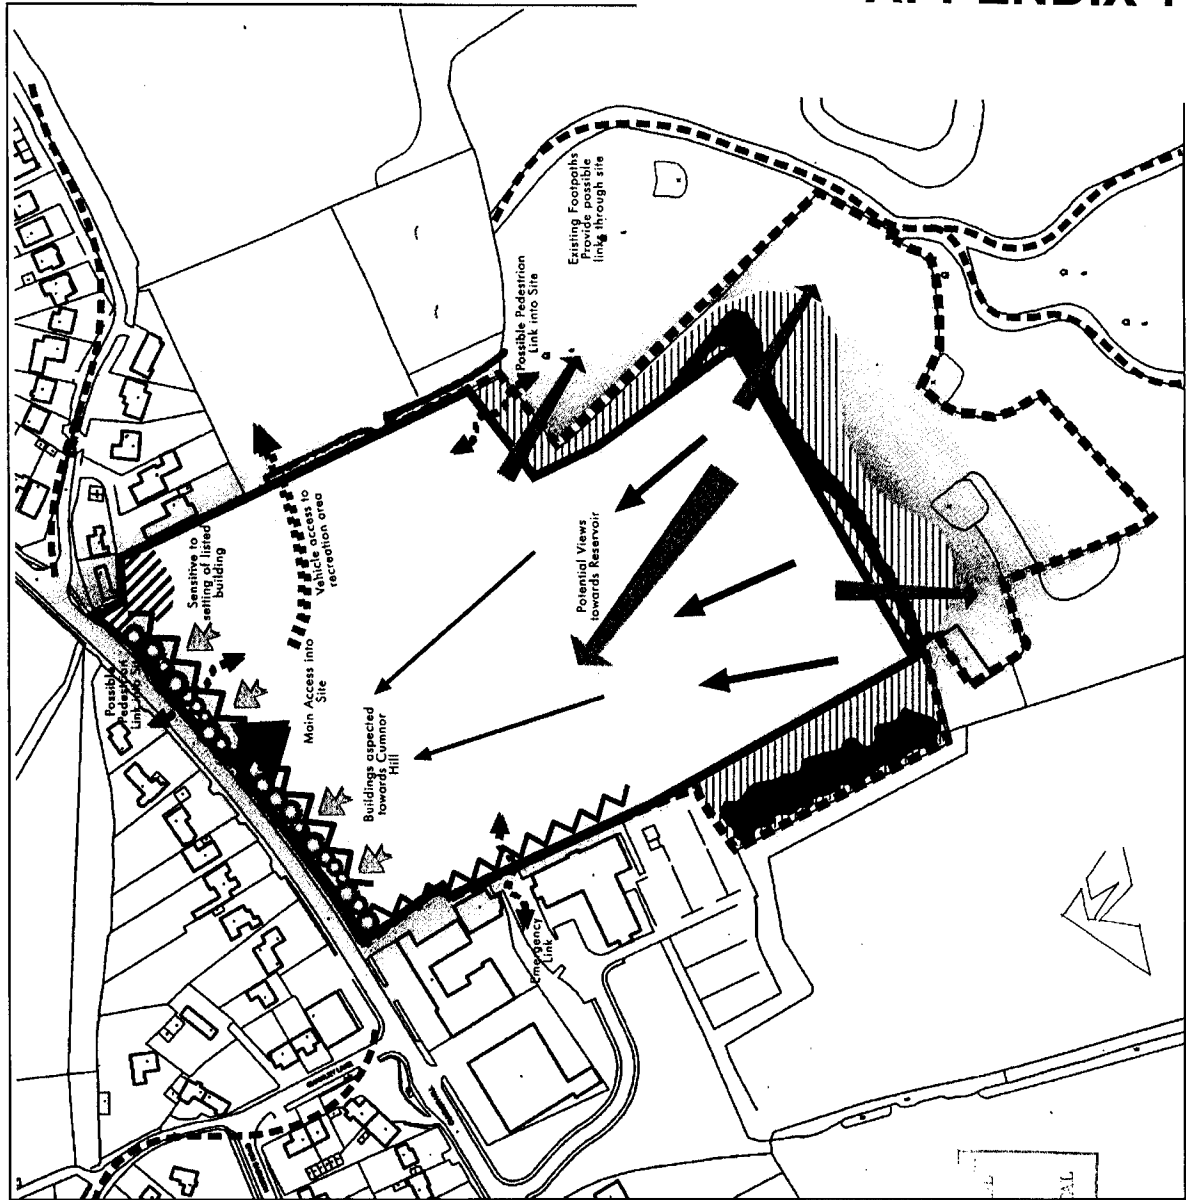 APPENDIX 1
Existing Footpaths
Provide possible
links through site
Possible Pedestrian
Link into Site
Sensitive to
setting of listed
building
Vehicle access to
recreation area
Main Access into
Site
Potential Views
towards Reservoir
Buildings aspected
towards Cumnor
Hill
Possible
Pedestrian
Link into
Emergency
Link